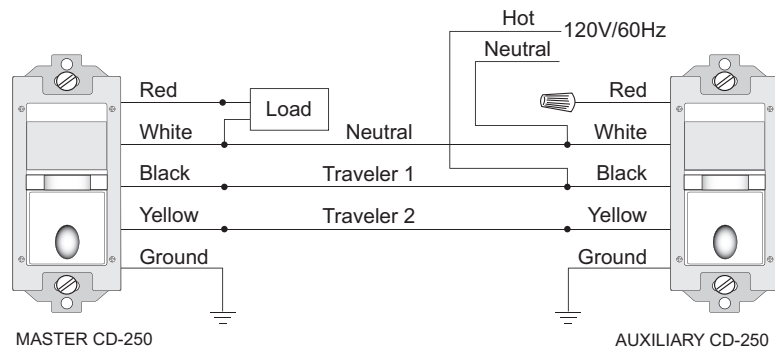 Hot
120V/60Hz
Neutral
Red
Load
Red
White
Neutral
White
Black
Traveler 1
Black
Yellow
Traveler 2
Yellow
Ground
Ground
MASTER CD-250
AUXILIARY CD-250